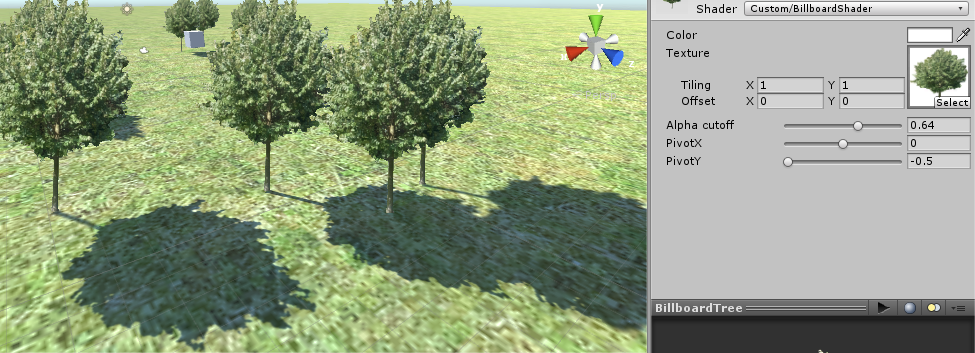 y
Shader Custom/BillboardShader
Color
Texture
Tiling X 1 Y 1
Offset X 0 Y 0
Select
Alpha cutoff 0.64
PivotX 0
PivotY -0.5
BillboardTree